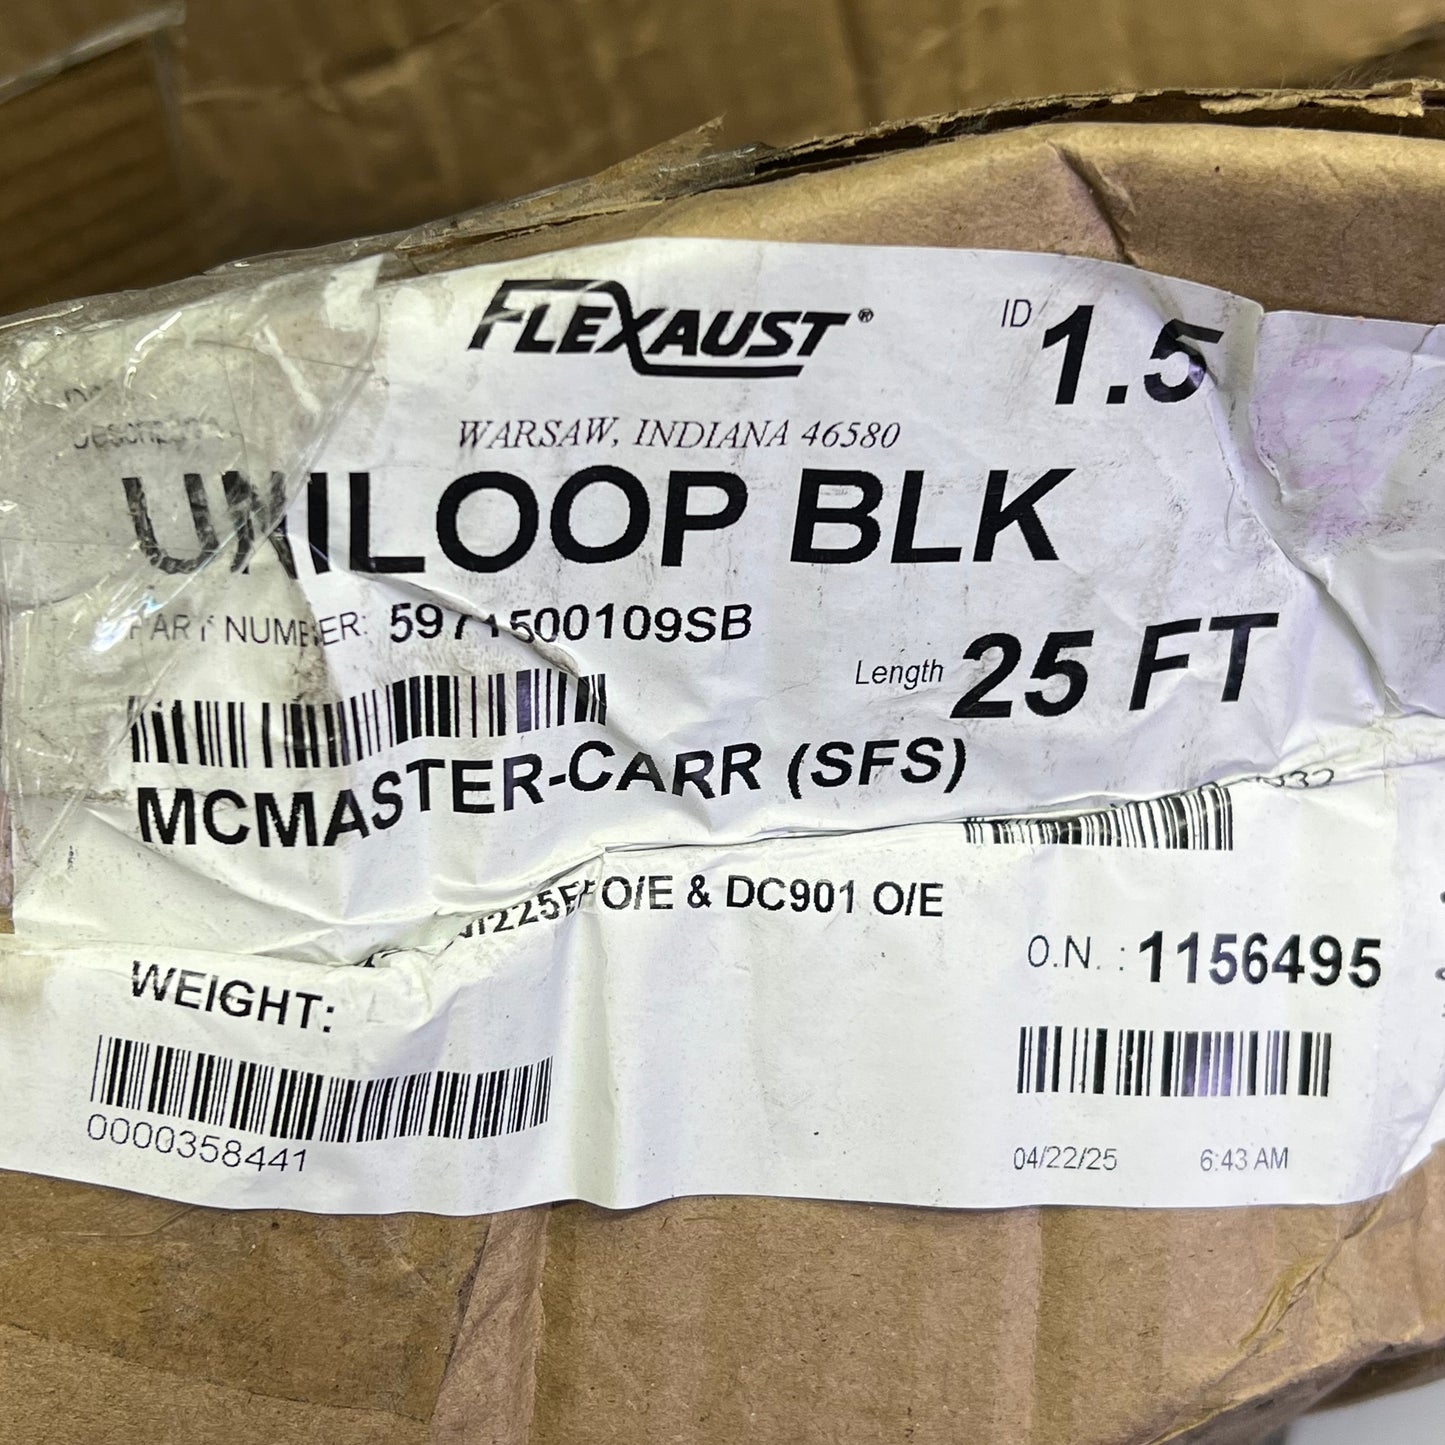 FLEXAUST®
ID 1.5
WARSAW, INDIANA 46580
Description
UNILOOP BLK
PART NUMBER:
Length 25 FT
MCMASTER-CARR (SFS)
O/E & DC901 O/E
O.N. : 1156495
WEIGHT:
0000358441
04/22/25 6:43 AM